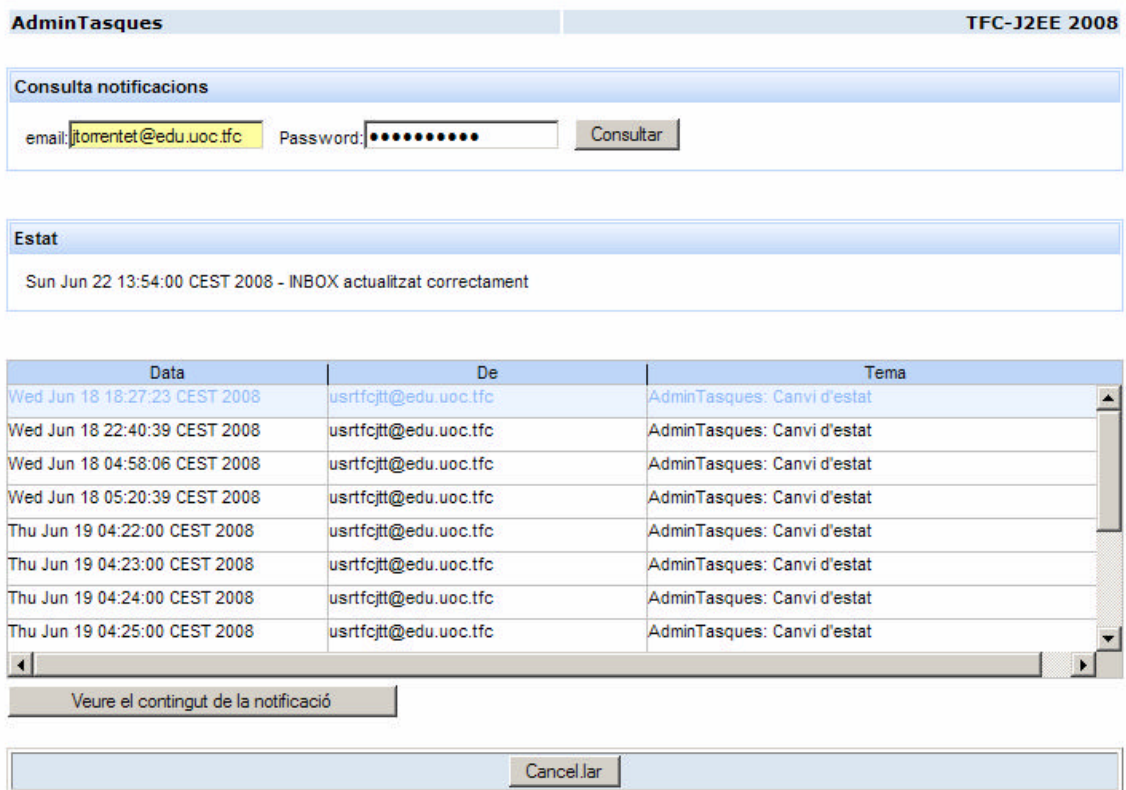 AdminTasques TFC-J2EE 2008
Consulta notificacions
email: jtorrentet@edu.uoc.tfc Password: ●●●●●●●●●● Consultar
Estat
Sun Jun 22 13:54:00 CEST 2008 - INBOX actualitzat correctament
Data De Tema
Wed Jun 18 18:27:23 CEST 2008 usrtfcjtt@edu.uoc.tfc AdminTasques: Canvi d'estat
Wed Jun 18 22:40:39 CEST 2008 usrtfcjtt@edu.uoc.tfc AdminTasques: Canvi d'estat
Wed Jun 18 04:58:06 CEST 2008 usrtfcjtt@edu.uoc.tfc AdminTasques: Canvi d'estat
Wed Jun 18 05:20:39 CEST 2008 usrtfcjtt@edu.uoc.tfc AdminTasques: Canvi d'estat
Thu Jun 19 04:22:00 CEST 2008 usrtfcjtt@edu.uoc.tfc AdminTasques: Canvi d'estat
Thu Jun 19 04:23:00 CEST 2008 usrtfcjtt@edu.uoc.tfc AdminTasques: Canvi d'estat
Thu Jun 19 04:24:00 CEST 2008 usrtfcjtt@edu.uoc.tfc AdminTasques: Canvi d'estat
Thu Jun 19 04:25:00 CEST 2008 usrtfcjtt@edu.uoc.tfc AdminTasques: Canvi d'estat
Veure el contingut de la notificació
Cancel.lar